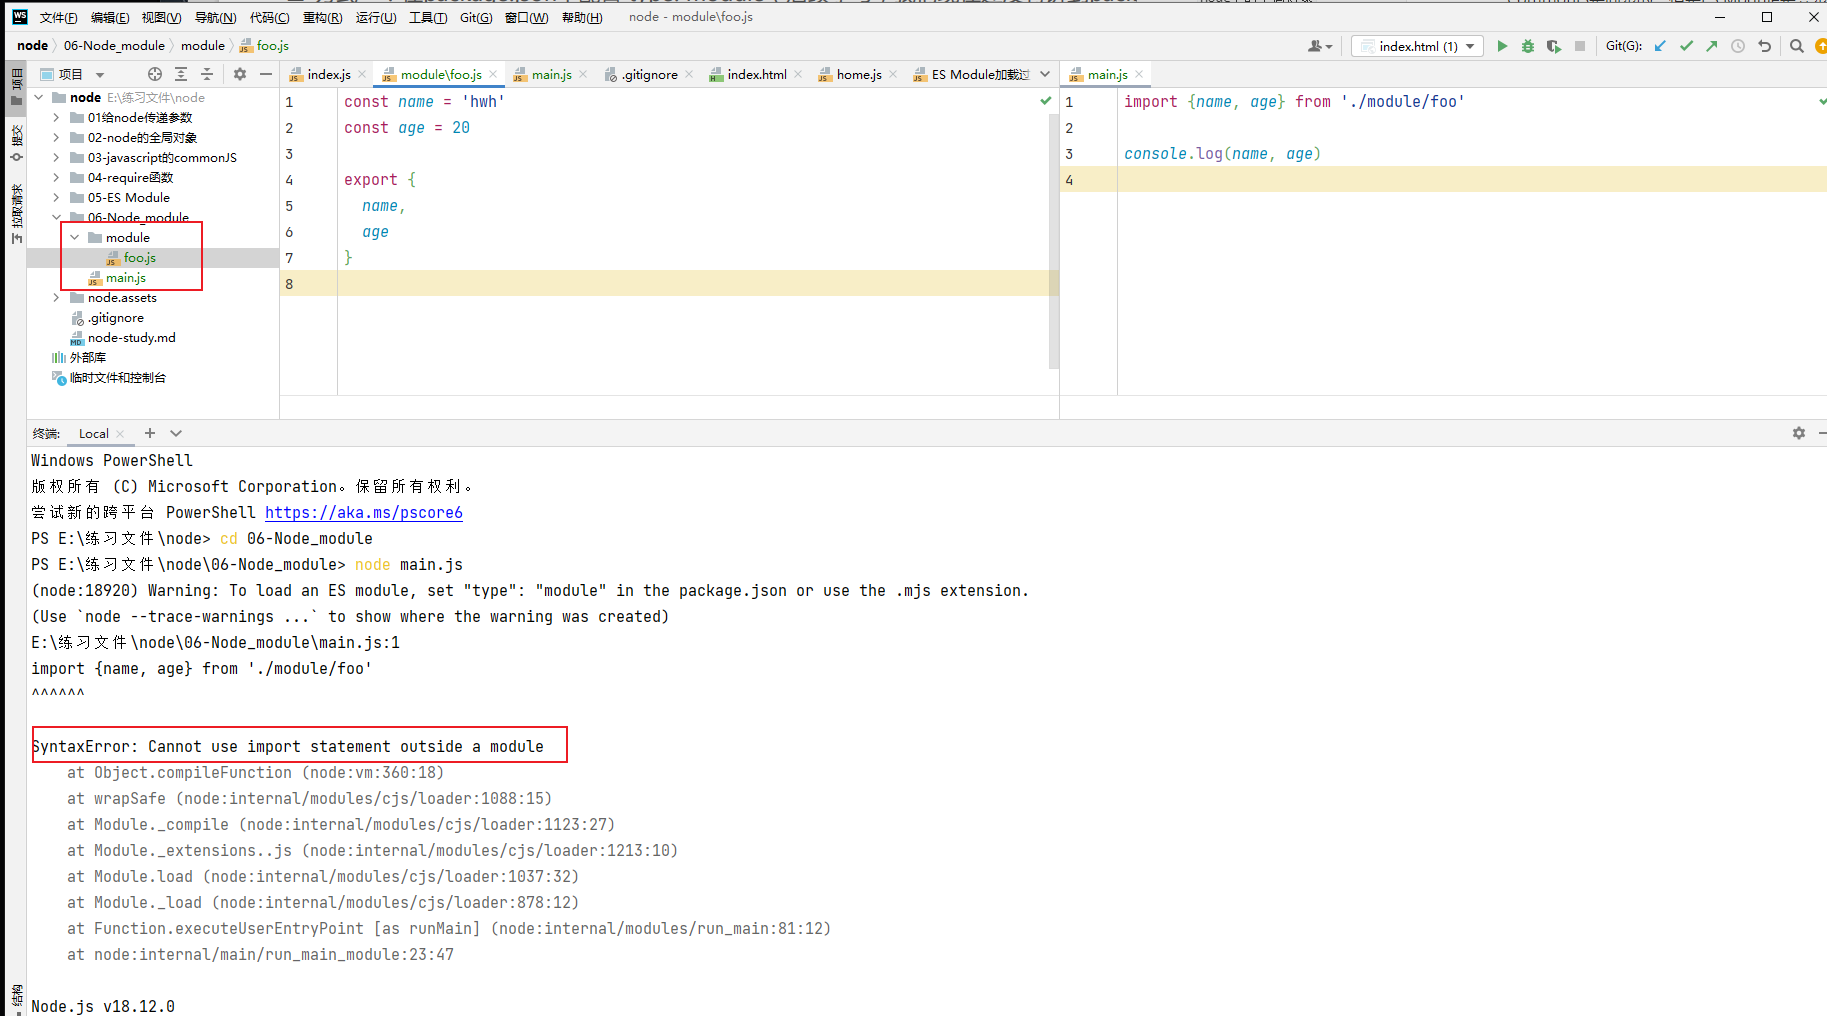 文件(F) 编辑(E) 视图(V) 导航(N) 代码(C) 重构(R) 运行(U) 工具(T) Git(G) 窗口(W) 帮助(H) node - module\foo.js
node 06-Node_module module foo.js index.html (1) Git(G):
项目 index.js module\foo.js main.js .gitignore index.html home.js ES Module加载过 main.js
项目
提交
拉取请求
结构
node E:\练习文件\node
01给node传递参数
02-node的全局对象
03-javascript的commonJS
04-require函数
05-ES Module
06-Node_module
module
foo.js
main.js
node.assets
.gitignore
node-study.md
外部库
临时文件和控制台
1 const name = 'hwh'
2 const age = 20
3
4 export {
5 name,
6 age
7 }
8
1 import {name, age} from './module/foo'
2
3 console.log(name, age)
4
终端: Local
Windows PowerShell
版权所有 (C) Microsoft Corporation。保留所有权利。
尝试新的跨平台 PowerShell https://aka.ms/pscore6
PS E:\练习文件\node> cd 06-Node_module
PS E:\练习文件\node\06-Node_module> node main.js
(node:18920) Warning: To load an ES module, set "type": "module" in the package.json or use the .mjs extension.
(Use `node --trace-warnings ...` to show where the warning was created)
E:\练习文件\node\06-Node_module\main.js:1
import {name, age} from './module/foo'
^^^^^^
SyntaxError: Cannot use import statement outside a module
at Object.compileFunction (node:vm:360:18)
at wrapSafe (node:internal/modules/cjs/loader:1088:15)
at Module._compile (node:internal/modules/cjs/loader:1123:27)
at Module._extensions..js (node:internal/modules/cjs/loader:1213:10)
at Module.load (node:internal/modules/cjs/loader:1037:32)
at Module._load (node:internal/modules/cjs/loader:878:12)
at Function.executeUserEntryPoint [as runMain] (node:internal/modules/run_main:81:12)
at node:internal/main/run_main_module:23:47
Node.js v18.12.0